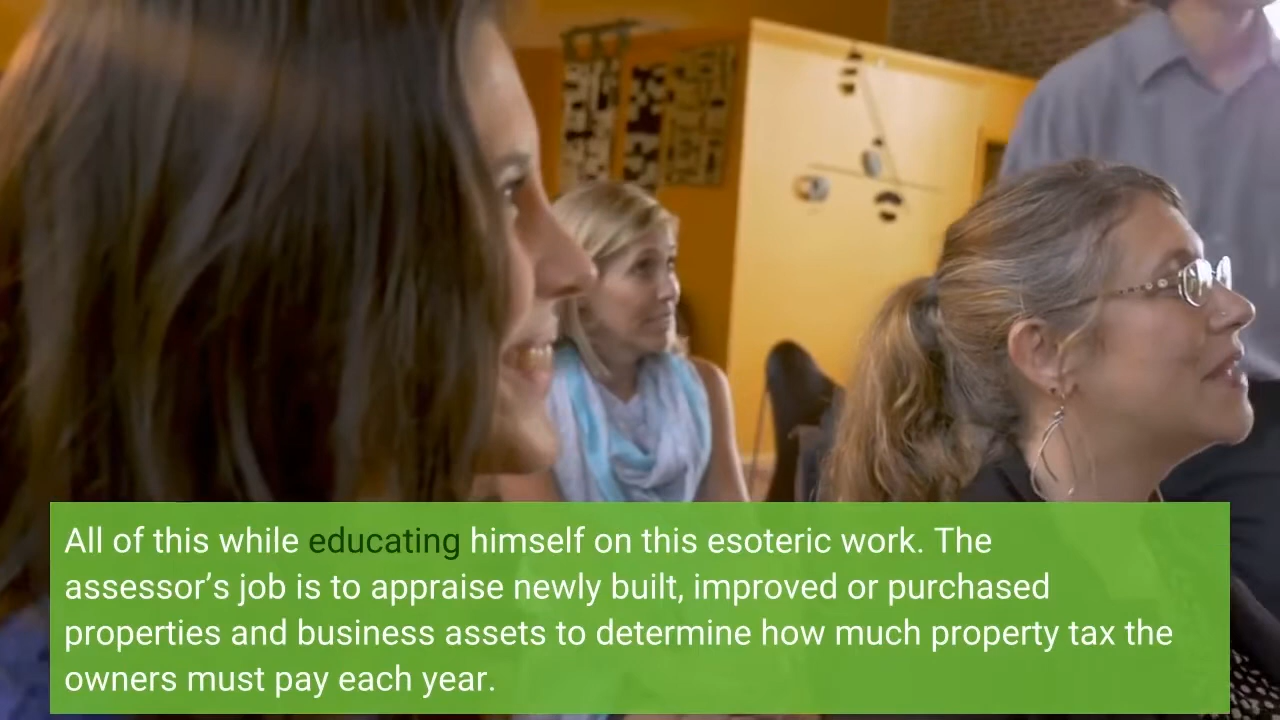 All of this while educating himself on this esoteric work. The
assessor’s job is to appraise newly built, improved or purchased
properties and business assets to determine how much property tax the
owners must pay each year.